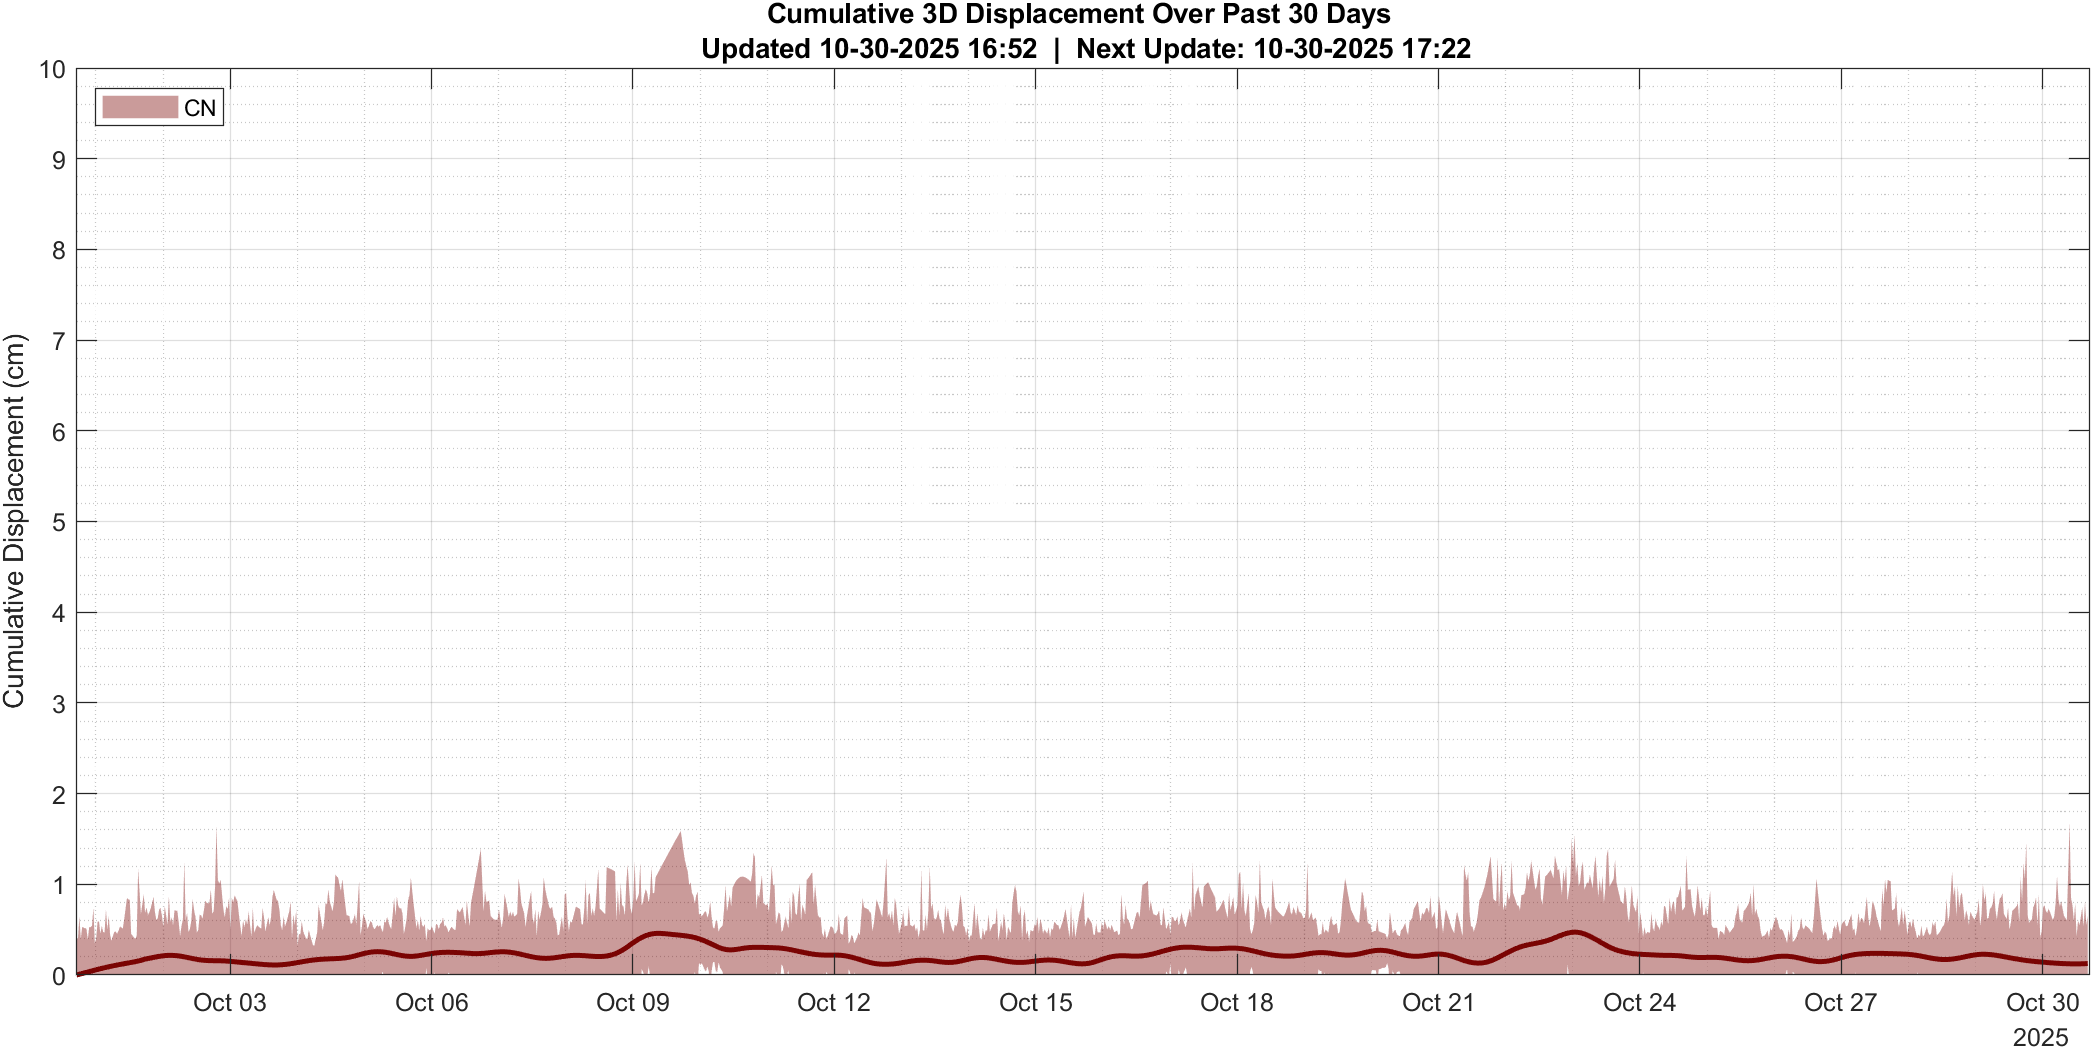 Cumulative 3D Displacement Over Past 30 Days
Updated 10-30-2025 16:52 | Next Update: 10-30-2025 17:22
CN
Cumulative Displacement (cm)
10
9
8
7
6
5
4
3
2
1
0
Oct 03 Oct 06 Oct 09 Oct 12 Oct 15 Oct 18 Oct 21 Oct 24 Oct 27 Oct 30
2025